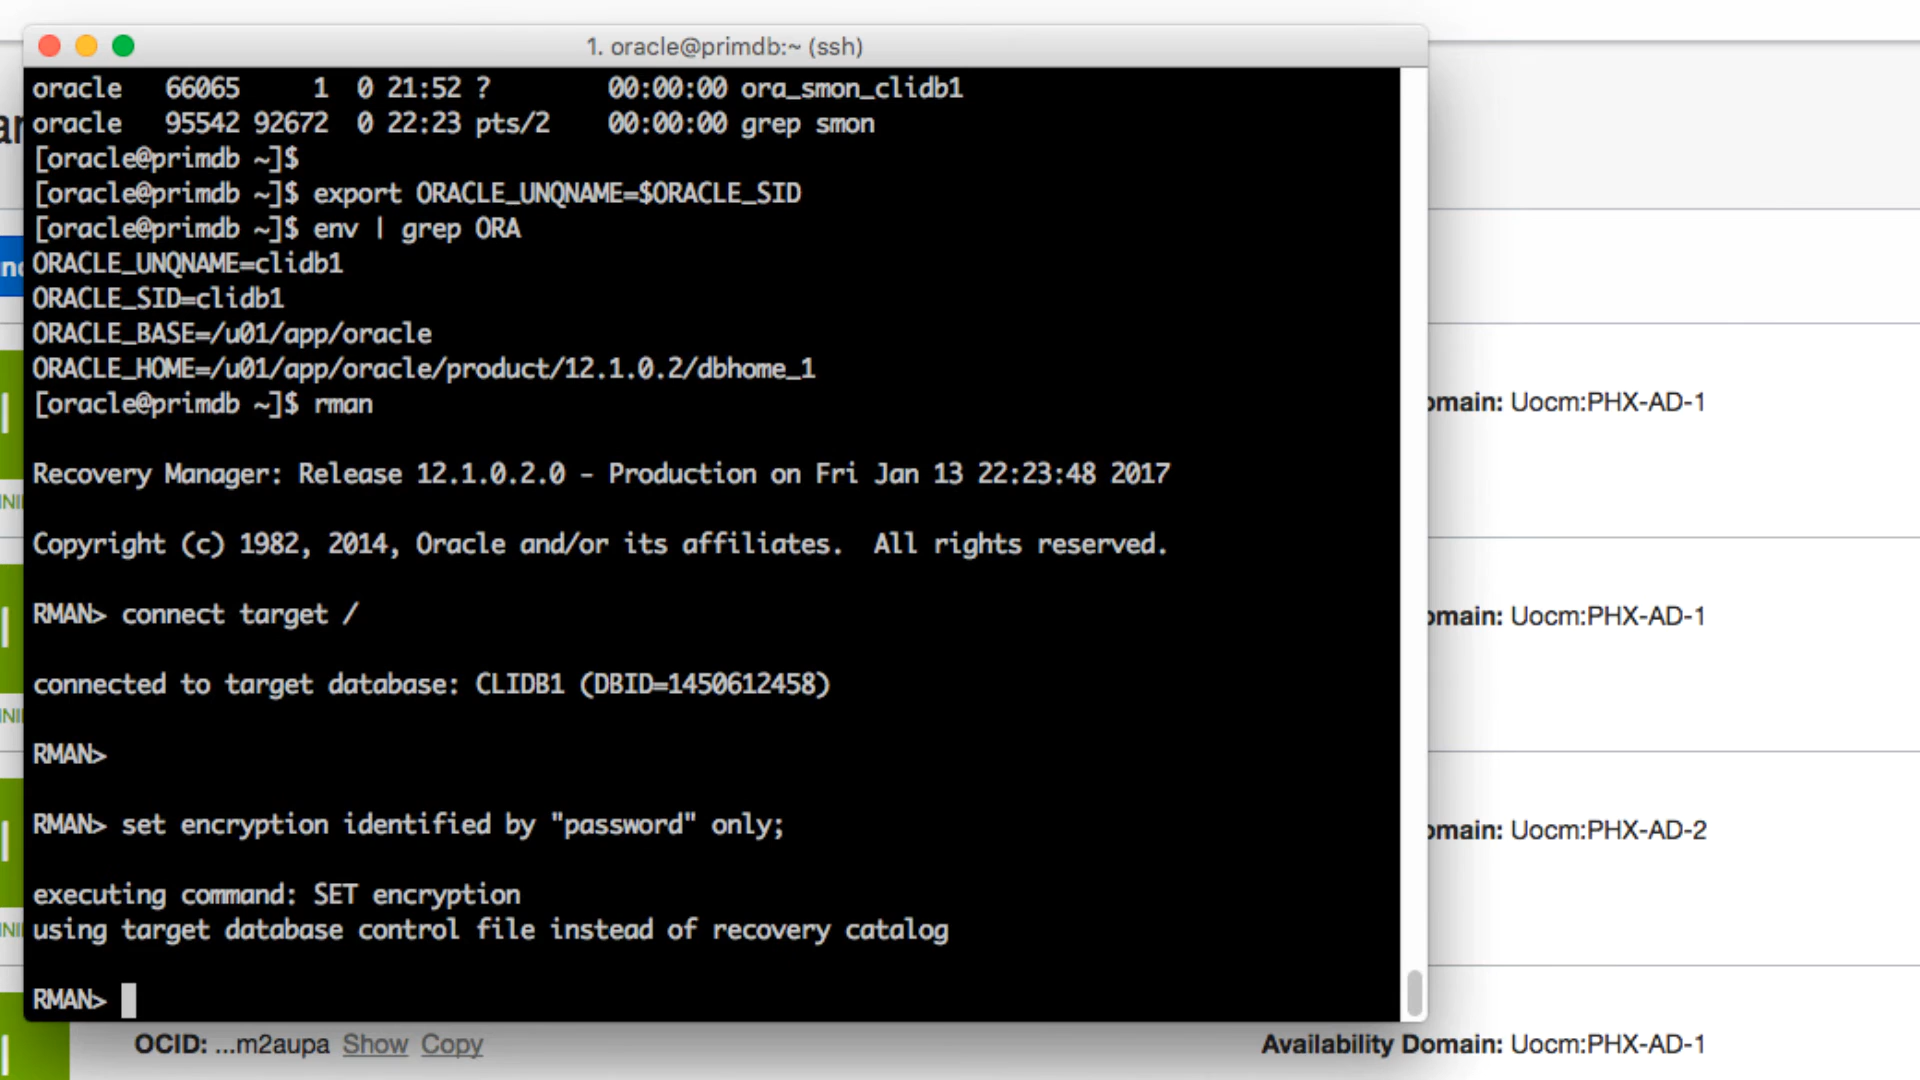 1. oracle@primdb:~ (ssh)
oracle   66065     1  0 21:52 ?        00:00:00 ora_smon_clidb1
oracle   95542 92672  0 22:23 pts/2    00:00:00 grep smon
[oracle@primdb ~]$
[oracle@primdb ~]$ export ORACLE_UNQNAME=$ORACLE_SID
[oracle@primdb ~]$ env | grep ORA
ORACLE_UNQNAME=clidb1
ORACLE_SID=clidb1
ORACLE_BASE=/u01/app/oracle
ORACLE_HOME=/u01/app/oracle/product/12.1.0.2/dbhome_1
[oracle@primdb ~]$ rman
Recovery Manager: Release 12.1.0.2.0 - Production on Fri Jan 13 22:23:48 2017
Copyright (c) 1982, 2014, Oracle and/or its affiliates.  All rights reserved.
RMAN> connect target /
connected to target database: CLIDB1 (DBID=1450612458)
RMAN>
RMAN> set encryption identified by "password" only;
executing command: SET encryption
using target database control file instead of recovery catalog
RMAN>
omain: Uocm:PHX-AD-1
omain: Uocm:PHX-AD-1
omain: Uocm:PHX-AD-2
OCID: ...m2aupa Show Copy
Availability Domain: Uocm:PHX-AD-1